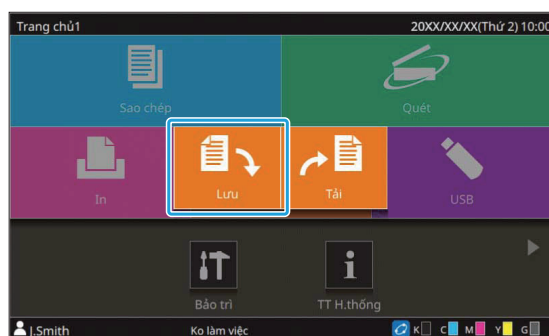 Trang chủ1 20XX/XX/XX(Thứ 2) 10:00
Sao chép Quét
In Lưu Tải USB
Bảo trì TT H.thống
J.Smith Ko làm việc K C M Y G